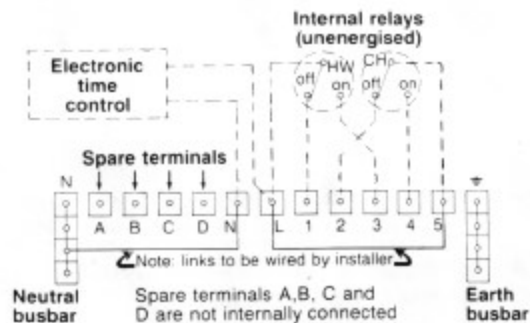 Internal relays
(unenergised)
Electronic
time
control
HW
CH
off
on
off
on
Spare terminals
N
A
B
C
D
N
L
1
2
3
4
5
Note: links to be wired by installer
Neutral
busbar
Spare terminals A,B, C and
D are not internally connected
Earth
busbar